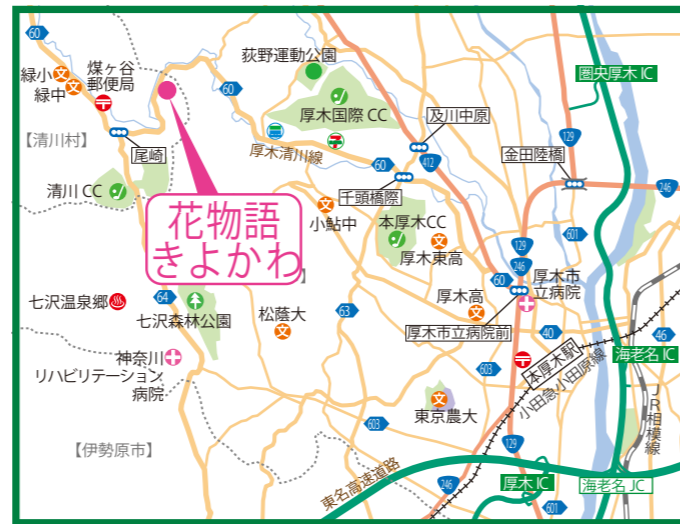 60
緑小
緑中
煤ヶ谷
郵便局
【清川村】
尾崎
清川 CC
荻野運動公園
60
厚木国際 CC
厚木清川線
60
及川中原
412
千頭橋際
圏央厚木 IC
129
金田陸橋
246
花物語
きよかわ
】
小鮎中
本厚木CC
厚木東高
601
129
246
60
厚木市
立病院
七沢温泉郷
64
七沢森林公園
松蔭大
63
厚木高
厚木市立病院前
40
46
神奈川
リハビリテーション
病院
603
本厚木駅
小田急小田原線
海老名 IC
JR相模線
東京農大
603
【伊勢原市】
129
東名高速道路
246
厚木 IC
海老名 JC
601